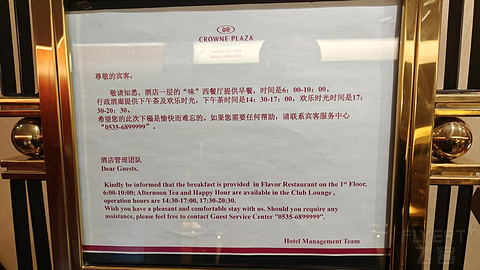 CROWNE PLAZA
尊敬的宾客，
敬请知悉，酒店一层的“味”西餐厅提供早餐，时间是6：00-10：00。
行政酒廊提供下午茶及欢乐时光，下午茶时间是14：30-17：00，欢乐时光时间是17：
30-20：30。
希望您的此次下榻是愉快而难忘的。如果您需要任何帮助，请联系宾客服务中心
“0535-6899999”。
酒店管理团队
Dear Guests,
Kindly be informed that the breakfast is provided in Flavor Restaurant on the 1st Floor,
6:00-10:00; Afternoon Tea and Happy Hour are available in the Club Lounge ,
operation hours are 14:30-17:00, 17:30-20:30.
Wish you have a pleasant and comfortable stay with us. Should you require any
assistance, please feel free to contact Guest Service Center "0535-6899999".
Hotel Management Team